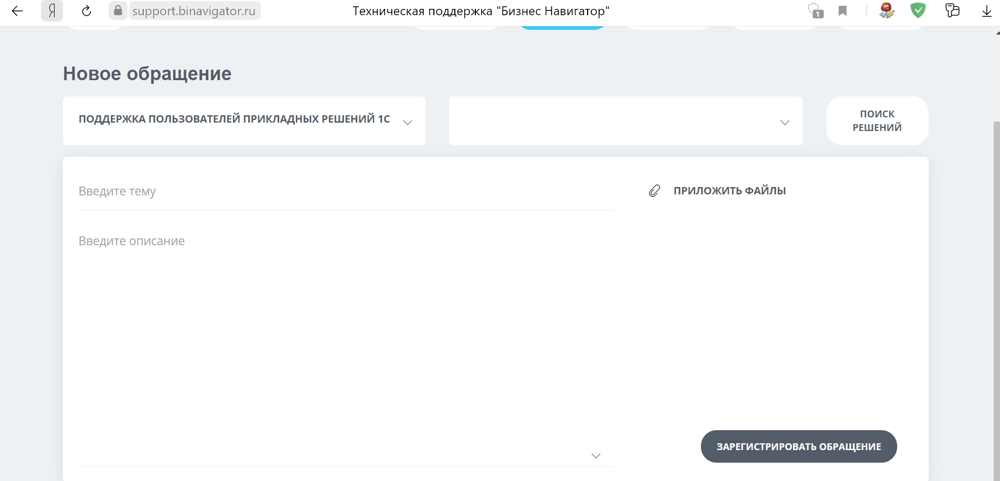 Я support.binavigator.ru Техническая поддержка "Бизнес Навигатор" 1
Новое обращение
ПОДДЕРЖКА ПОЛЬЗОВАТЕЛЕЙ ПРИКЛАДНЫХ РЕШЕНИЙ 1С
ПОИСК
РЕШЕНИЙ
Введите тему
ПРИЛОЖИТЬ ФАЙЛЫ
Введите описание
ЗАРЕГИСТРИРОВАТЬ ОБРАЩЕНИЕ